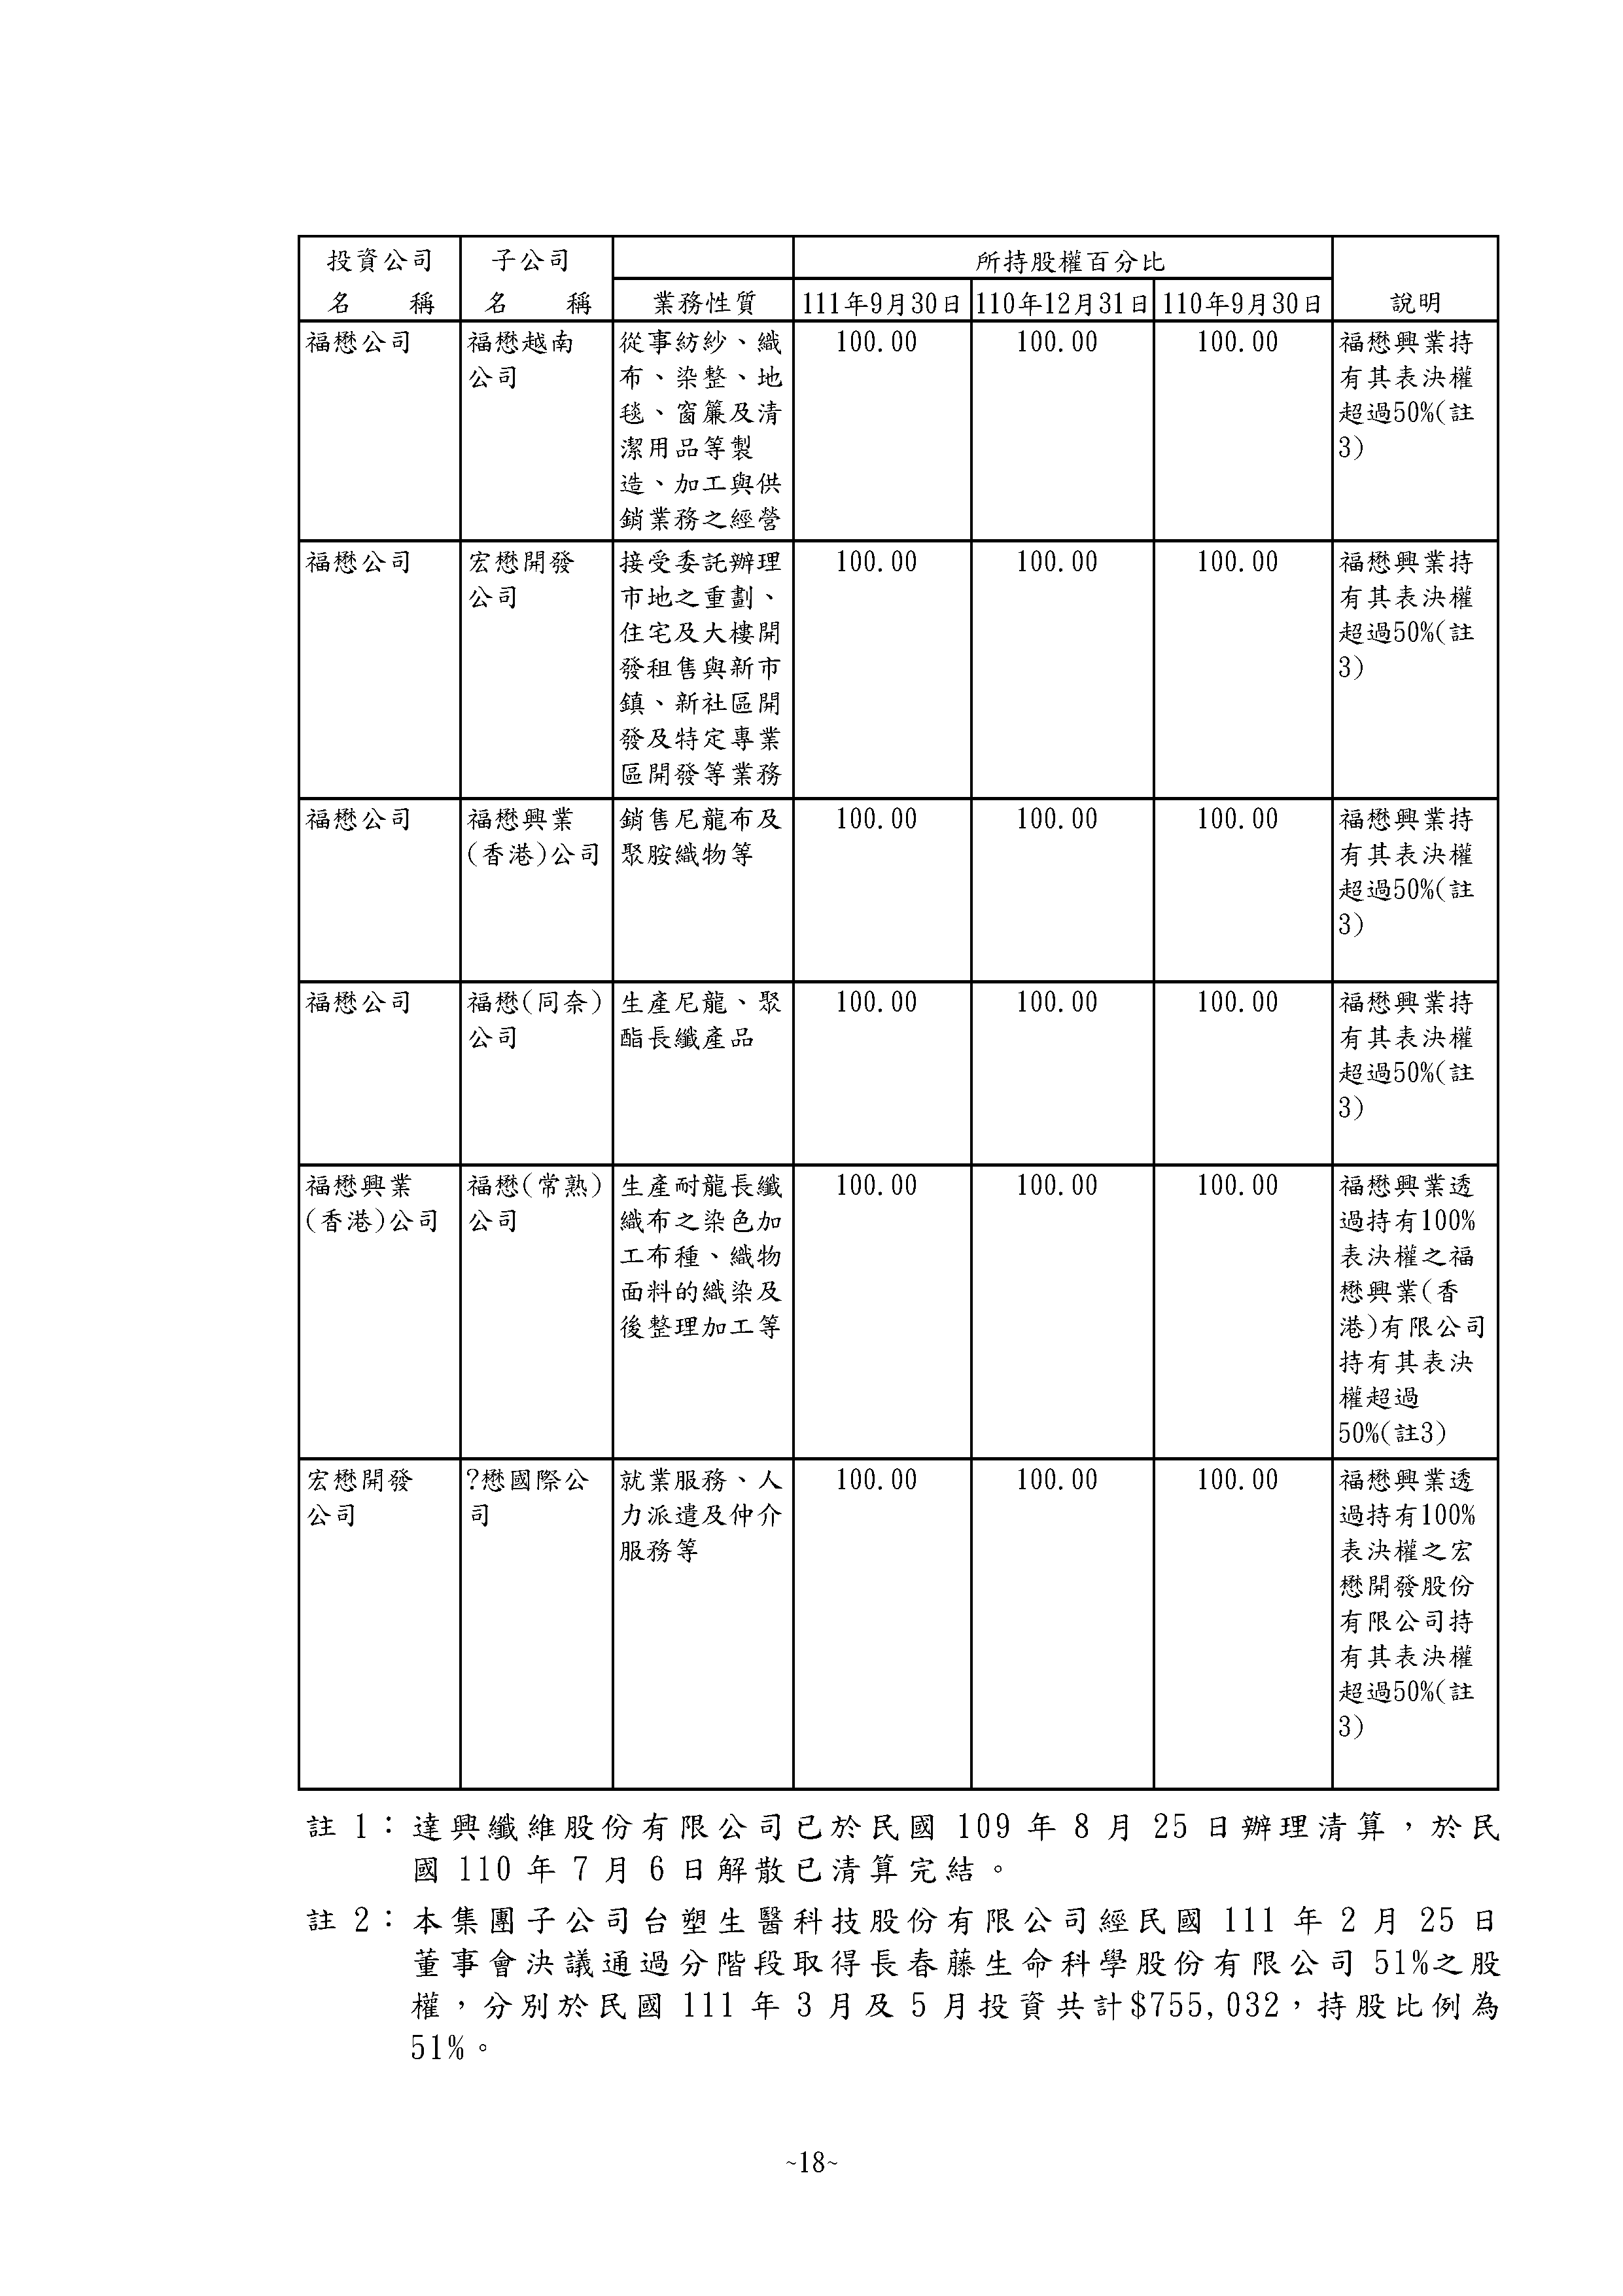 投資公司 子公司 所持股權百分比
名 稱 名 稱 業務性質 111年9月30日 110年12月31日 110年9月30日 說明
福懋公司 福懋越南 從事紡紗、織 100.00 100.00 100.00 福懋興業持
公司 布、染整、地 有其表決權
毯、窗簾及清 超過50%(註
潔用品等製 3)
造、加工與供
銷業務之經營
福懋公司 宏懋開發 接受委託辦理 100.00 100.00 100.00 福懋興業持
公司 市地之重劃、 有其表決權
住宅及大樓開 超過50%(註
發租售與新市 3)
鎮、新社區開
發及特定專業
區開發等業務
福懋公司 福懋興業 銷售尼龍布及 100.00 100.00 100.00 福懋興業持
(香港)公司 聚胺織物等 有其表決權
超過50%(註
3)
福懋公司 福懋(同奈) 生產尼龍、聚 100.00 100.00 100.00 福懋興業持
公司 酯長纖產品 有其表決權
超過50%(註
3)
福懋興業 福懋(常熟) 生產耐龍長纖 100.00 100.00 100.00 福懋興業透
(香港)公司 公司 織布之染色加 過持有100%
工布種、織物 表決權之福
面料的織染及 懋興業(香
後整理加工等 港)有限公司
持有其表決
權超過
50%(註3)
宏懋開發 ?懋國際公 就業服務、人 100.00 100.00 100.00 福懋興業透
公司 司 力派遣及仲介 過持有100%
服務等 表決權之宏
懋開發股份
有限公司持
有其表決權
超過50%(註
3)
註 1：達興纖維股份有限公司已於民國 109 年 8 月 25 日辦理清算，於民
國 110 年 7 月 6 日解散已清算完結。
註 2：本集團子公司台塑生醫科技股份有限公司經民國 111 年 2 月 25 日
董事會決議通過分階段取得長春藤生命科學股份有限公司 51%之股
權，分別於民國 111 年 3 月及 5 月投資共計$755,032，持股比例為
51%。
~18~